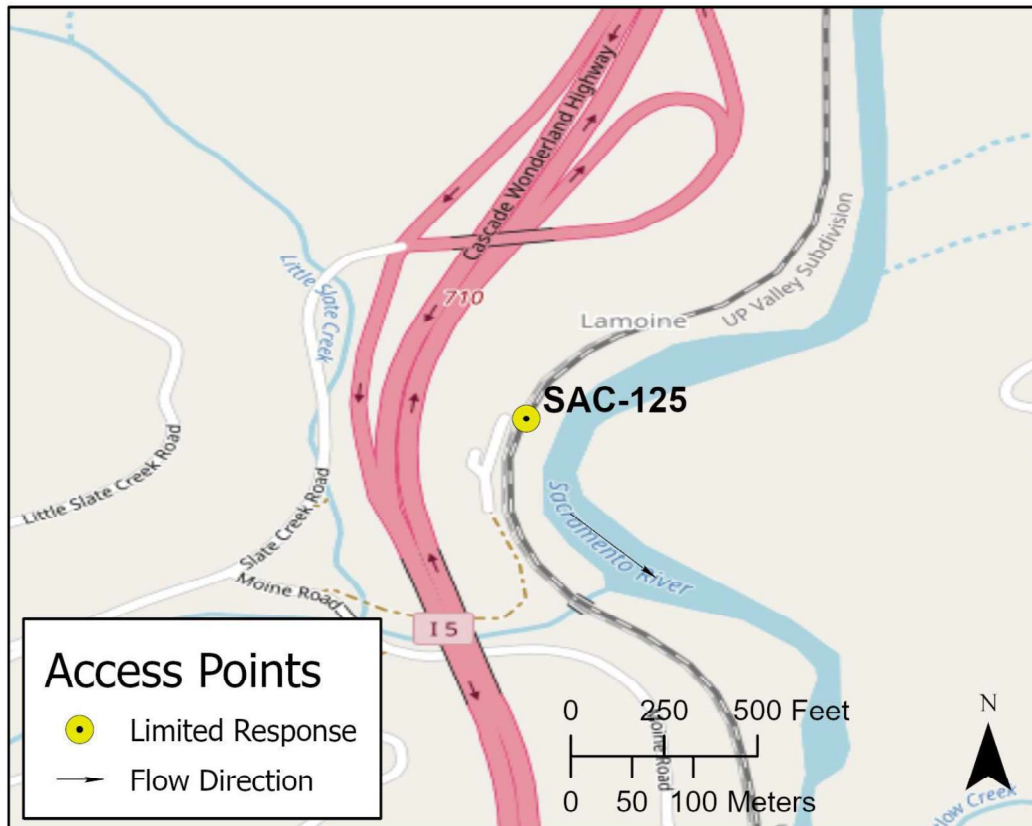 Cascade Wonderland Highway
Little Slate Creek
710
Lamoine
UP Valley Subdivision
SAC-125
Little Slate Creek Road
Slate Creek Road
Sacramento River
Moine Road
I 5
Access Points
Limited Response
Flow Direction
0 250 500 Feet
0 50 100 Meters
Moine Road
N
Creek